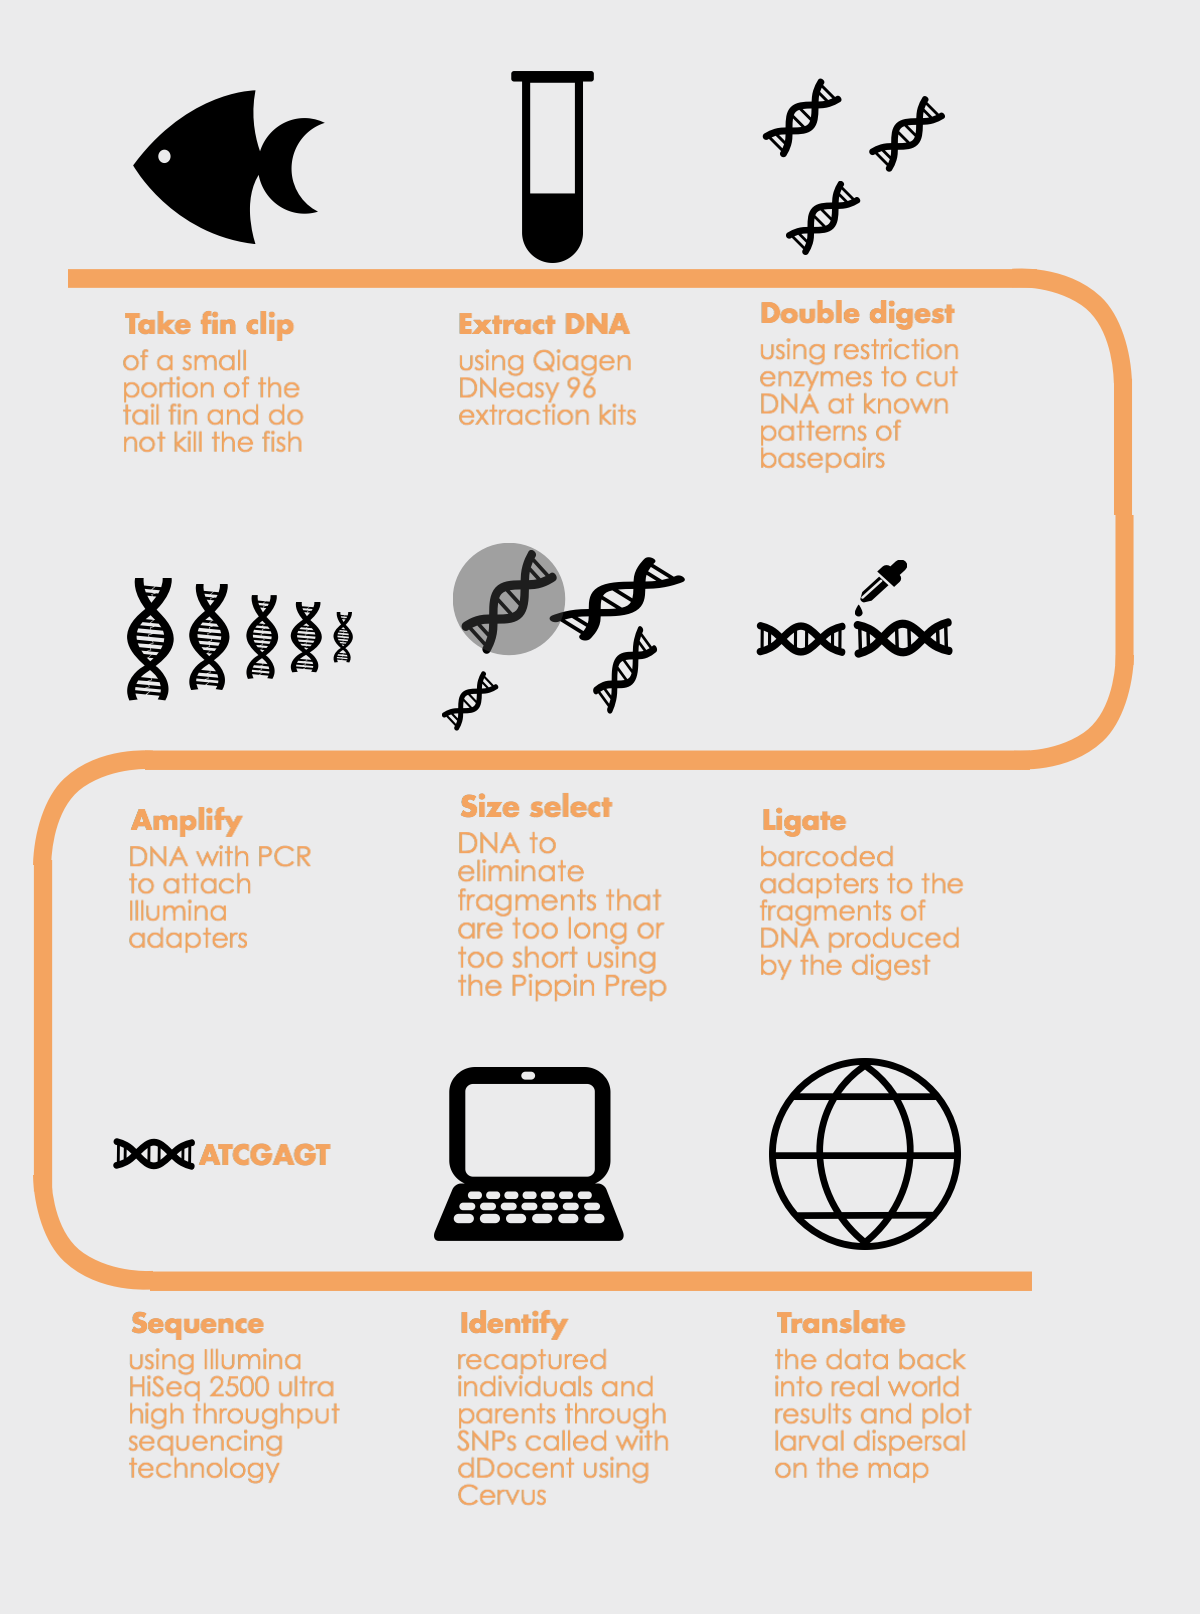 Take fin clip
of a small
portion of the
tail fin and do
not kill the fish
Extract DNA
using Qiagen
DNeasy 96
extraction kits
Double digest
using restriction
enzymes to cut
DNA at known
patterns of
basepairs
Ligate
barcoded
adapters to the
fragments of
DNA produced
by the digest
Size select
DNA to
eliminate
fragments that
are too long or
too short using
the Pippin Prep
Amplify
DNA with PCR
to attach
Illumina
adapters
ATCGAGT
Sequence
using Illumina
HiSeq 2500 ultra
high throughput
sequencing
technology
Identify
recaptured
individuals and
parents through
SNPs called with
dDocent using
Cervus
Translate
the data back
into real world
results and plot
larval dispersal
on the map